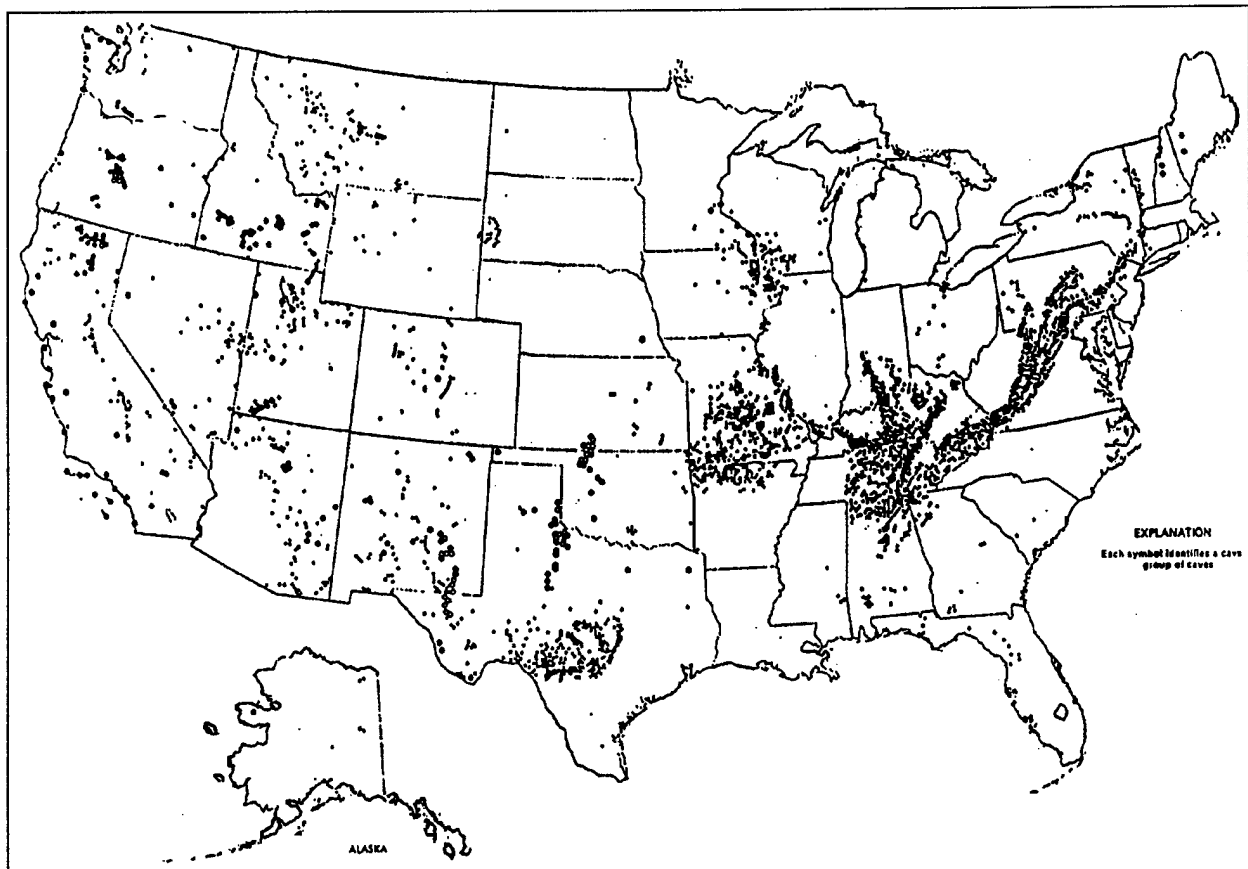 EXPLANATION
Each symbol identifies a cave
group of caves
ALASKA